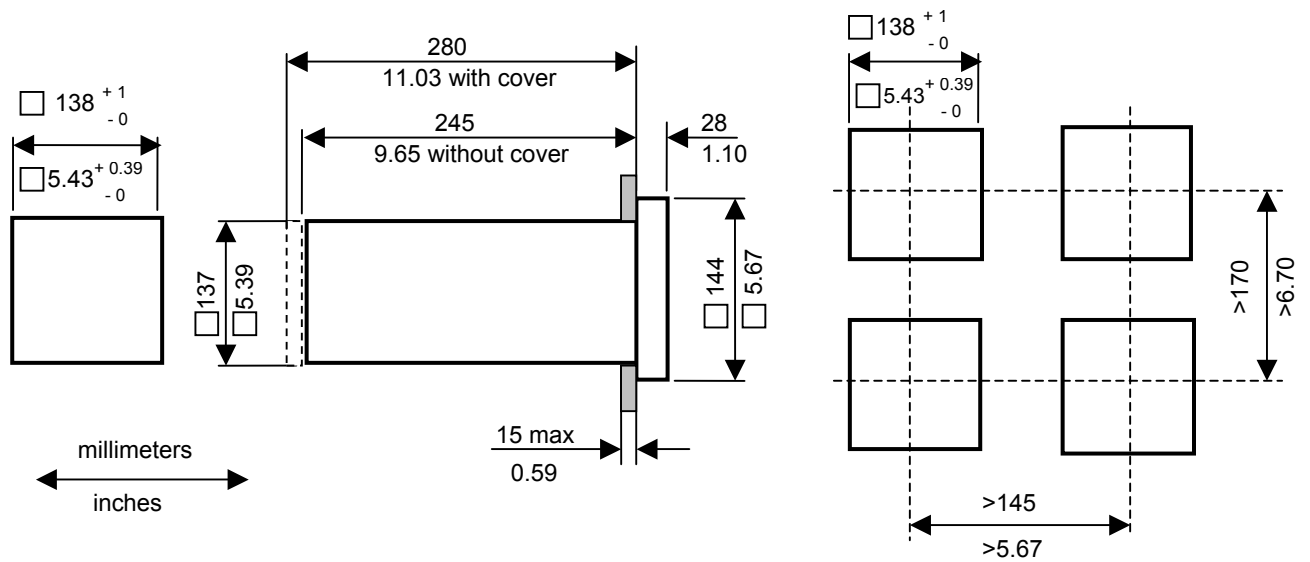 □ 138 + 1 - 0
□ 5.43 + 0.39 - 0
280
11.03 with cover
245
9.65 without cover
28
1.10
□ 137
□ 5.39
□ 144
□ 5.67
15 max
0.59
millimeters
inches
□ 138 + 1 - 0
□ 5.43 + 0.39 - 0
>170
>6.70
>145
>5.67